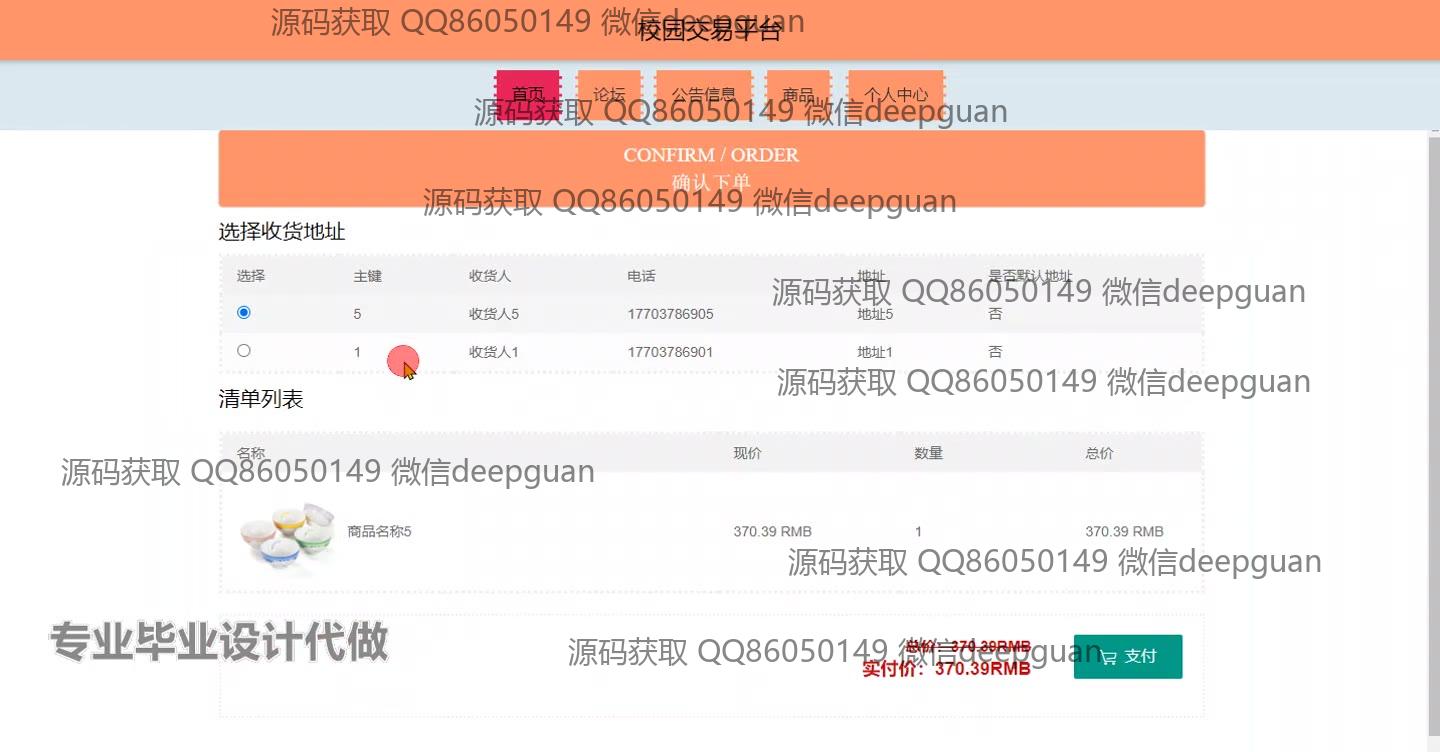 源码获取 QQ86050149 微信deepguan
校园交易平台
首页 论坛 公告信息 商品 个人中心
源码获取 QQ86050149 微信deepguan
CONFIRM / ORDER
确认下单
源码获取 QQ86050149 微信deepguan
选择收货地址
选择 主键 收货人 电话 地址 是否默认地址
源码获取 QQ86050149 微信deepguan
5 收货人5 17703786905 地址5 否
1 收货人1 17703786901 地址1 否
源码获取 QQ86050149 微信deepguan
清单列表
名称 现价 数量 总价
源码获取 QQ86050149 微信deepguan
商品名称5 370.39 RMB 1 370.39 RMB
源码获取 QQ86050149 微信deepguan
专业毕业设计代做
源码获取 QQ86050149 微信deepguan
总价：370.39RMB
实付价：370.39RMB
支付